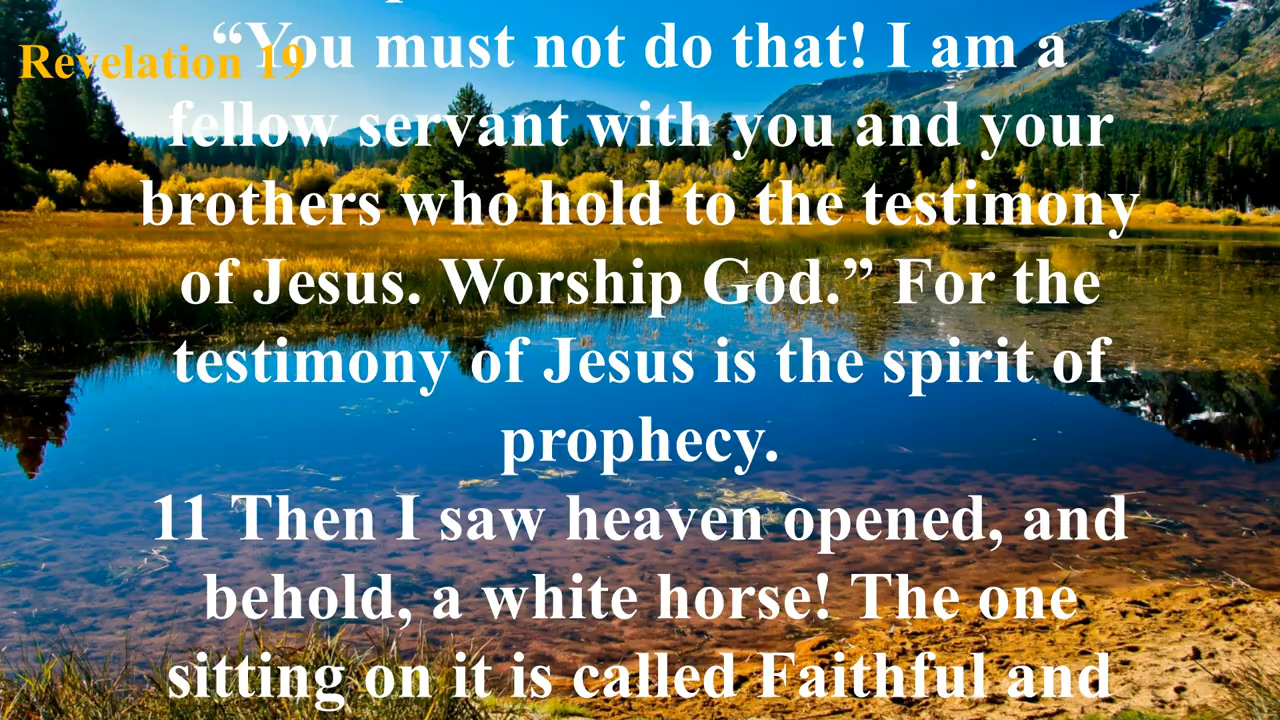 Revelation 19
“You must not do that! I am a
fellow servant with you and your
brothers who hold to the testimony
of Jesus. Worship God.” For the
testimony of Jesus is the spirit of
prophecy.
11 Then I saw heaven opened, and
behold, a white horse! The one
sitting on it is called Faithful and